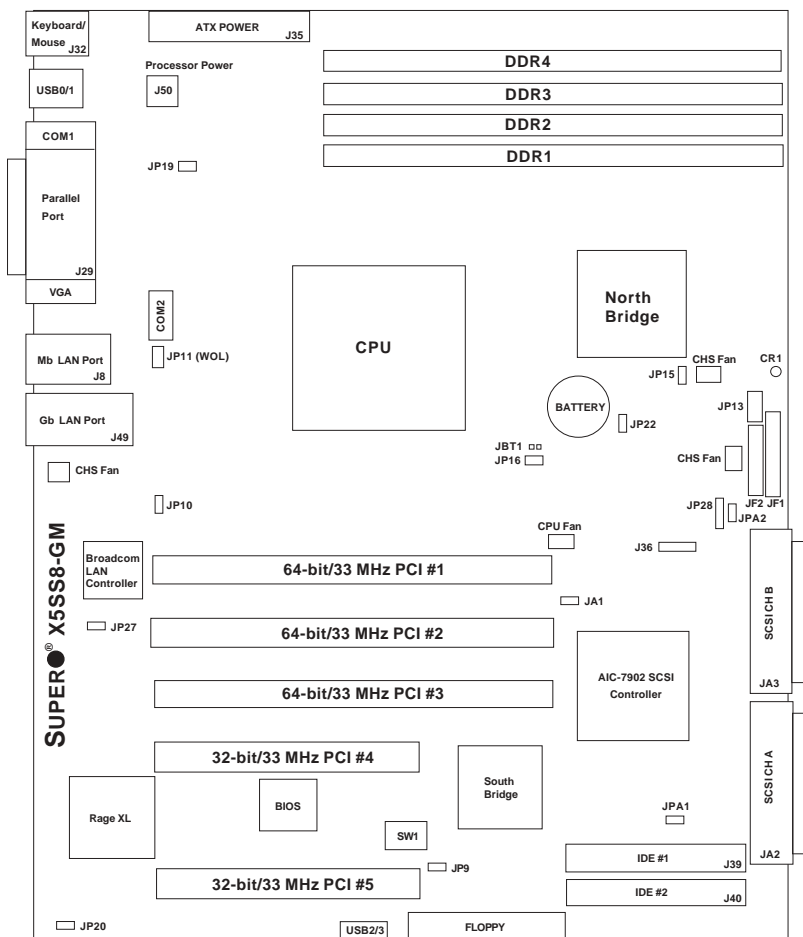 Keyboard/
Mouse
J32
ATX POWER
J35
Processor Power
USB0/1
J50
DDR4
DDR3
DDR2
DDR1
COM1
JP19
Parallel
Port
J29
VGA
COM2
CPU
North
Bridge
Mb LAN Port
J8
JP11 (WOL)
CHS Fan
CR1
JP15
BATTERY
JP13
JP22
Gb LAN Port
J49
JBT1
JP16
CHS Fan
CHS Fan
JF2
JF1
JP10
JP28
JPA2
CPU Fan
J36
Broadcom
LAN
Controller
64-bit/33 MHz PCI #1
JA1
SCSI CH B
JA3
JP27
64-bit/33 MHz PCI #2
SUPER® X5SS8-GM
AIC-7902 SCSI
Controller
64-bit/33 MHz PCI #3
32-bit/33 MHz PCI #4
South
Bridge
SCSI CH A
JA2
Rage XL
BIOS
JPA1
SW1
IDE #1
J39
JP9
32-bit/33 MHz PCI #5
IDE #2
J40
JP20
USB2/3
FLOPPY